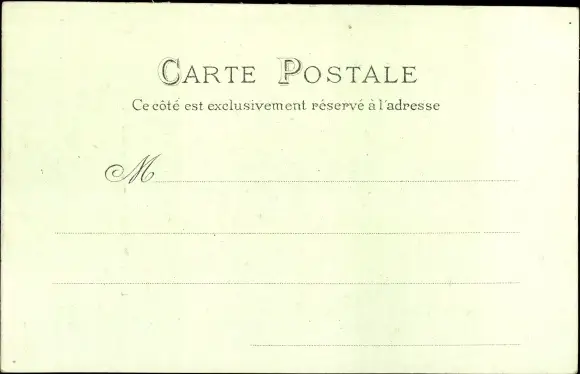 CARTE POSTALE
Ce côté est exclusivement réservé à l'adresse
M